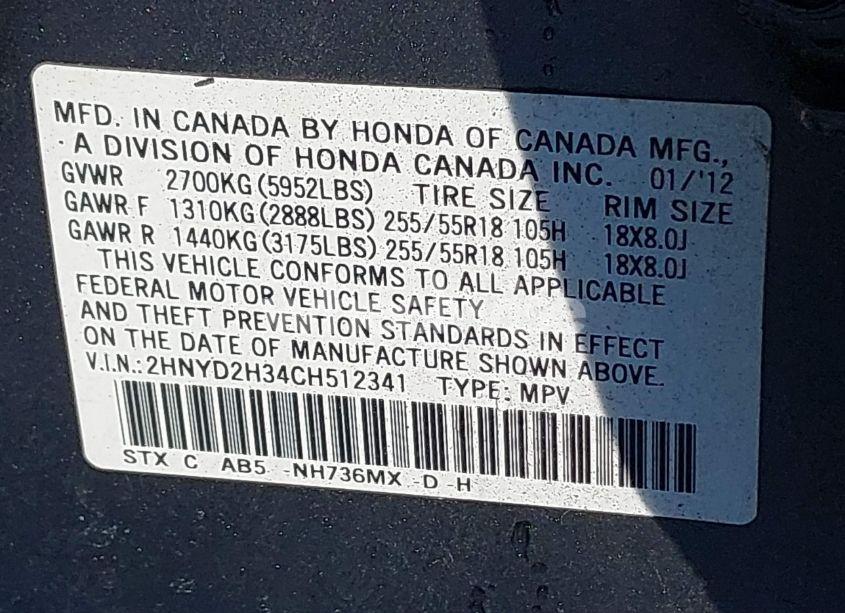 MFD. IN CANADA BY HONDA OF CANADA MFG.,
A DIVISION OF HONDA CANADA INC. 01/'12
GVWR 2700KG(5952LBS) TIRE SIZE RIM SIZE
GAWR F 1310KG(2888LBS) 255/55R18 105H 18X8.0J
GAWR R 1440KG(3175LBS) 255/55R18 105H 18X8.0J
THIS VEHICLE CONFORMS TO ALL APPLICABLE
FEDERAL MOTOR VEHICLE SAFETY
AND THEFT PREVENTION STANDARDS IN EFFECT
ON THE DATE OF MANUFACTURE SHOWN ABOVE.
V.I.N.: 2HNYD2H34CH512341 TYPE: MPV
STX C AB5 -NH736MX -D -H